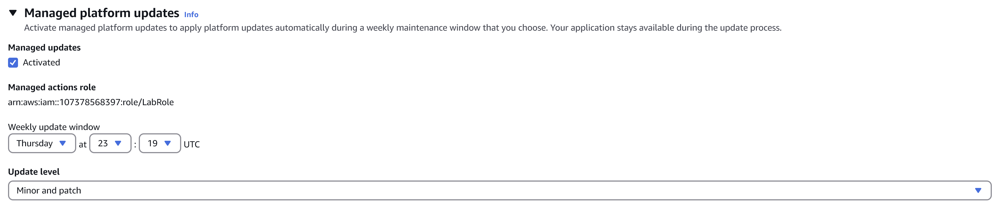 Managed platform updates Info
Activate managed platform updates to apply platform updates automatically during a weekly maintenance window that you choose. Your application stays available during the update process.
Managed updates
Activated
Managed actions role
arn:aws:iam::107378568397:role/LabRole
Weekly update window
Thursday at 23 : 19 UTC
Update level
Minor and patch